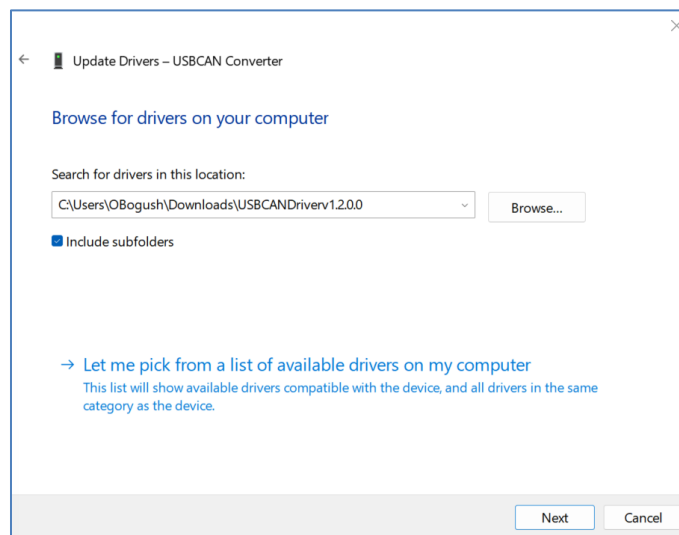 Update Drivers – USBCAN Converter
Browse for drivers on your computer
Search for drivers in this location:
C:\Users\OBogush\Downloads\USBCANDriverv1.2.0.0
Browse...
Include subfolders
Let me pick from a list of available drivers on my computer
This list will show available drivers compatible with the device, and all drivers in the same
category as the device.
Next
Cancel